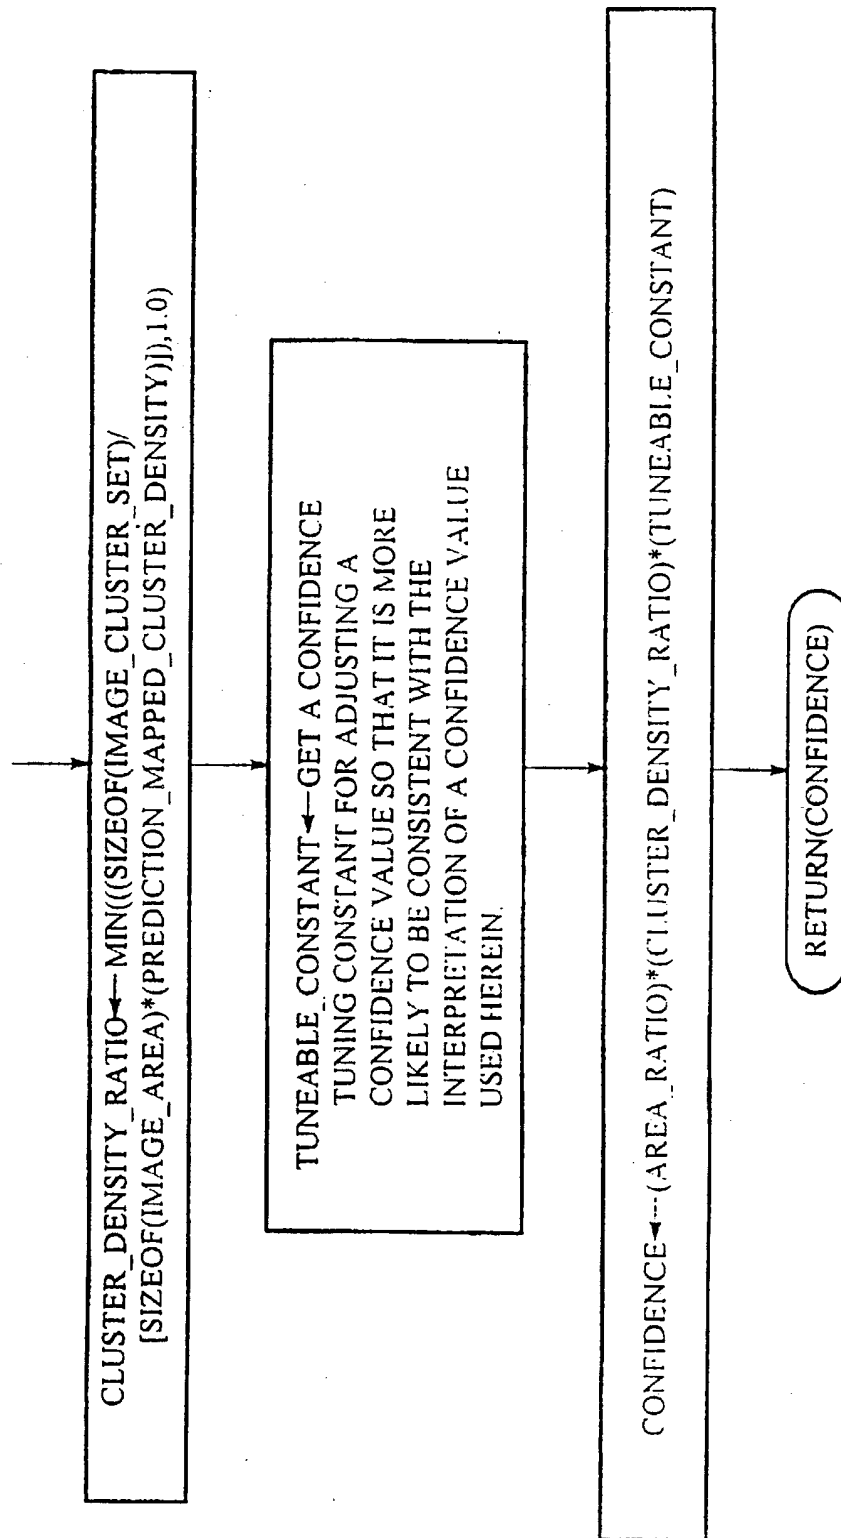 CLUSTER_DENSITY_RATIO◄—MIN(((SIZEOF(IMAGE_CLUSTER_SET)/
[SIZEOF(IMAGE_AREA)*(PREDICTION_MAPPED_CLUSTER_DENSITY)]),1.0)
TUNEABLE_CONSTANT◄—GET A CONFIDENCE
TUNING CONSTANT FOR ADJUSTING A
CONFIDENCE VALUE SO THAT IT IS MORE
LIKELY TO BE CONSISTENT WITH THE
INTERPRETATION OF A CONFIDENCE VALUE
USED HEREIN.
CONFIDENCE◄--(AREA_RATIO)*(CLUSTER_DENSITY_RATIO)*(TUNEABLE_CONSTANT)
RETURN(CONFIDENCE)